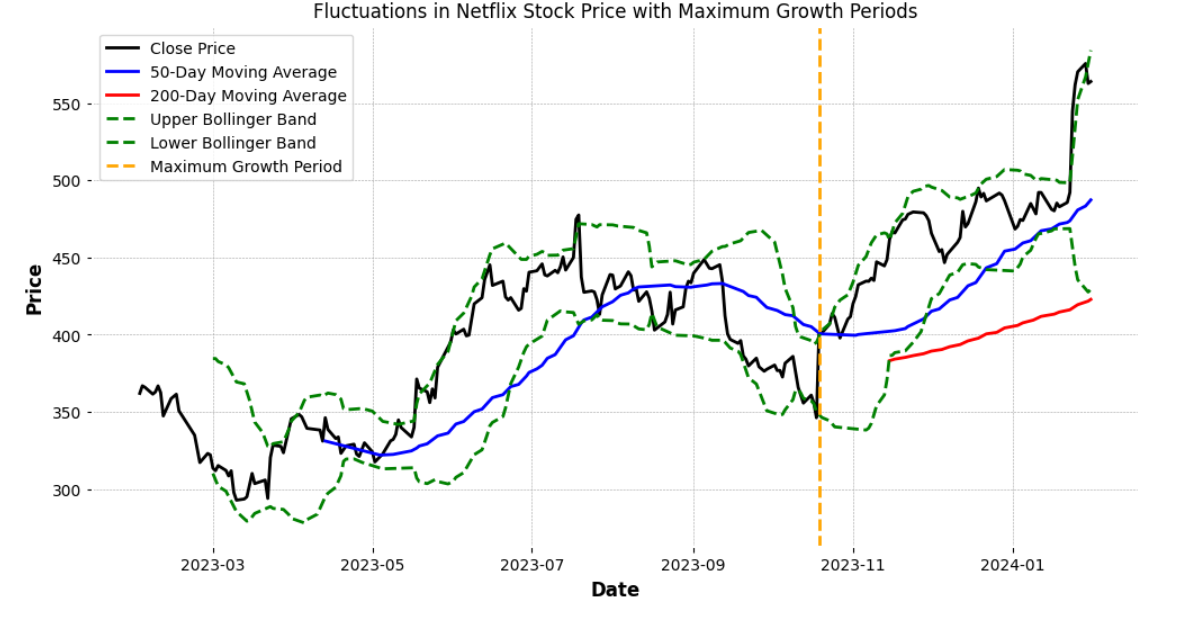 Fluctuations in Netflix Stock Price with Maximum Growth Periods
Close Price
50-Day Moving Average
200-Day Moving Average
Upper Bollinger Band
Lower Bollinger Band
Maximum Growth Period
550
500
450
400
350
300
Price
2023-03 2023-05 2023-07 2023-09 2023-11 2024-01
Date